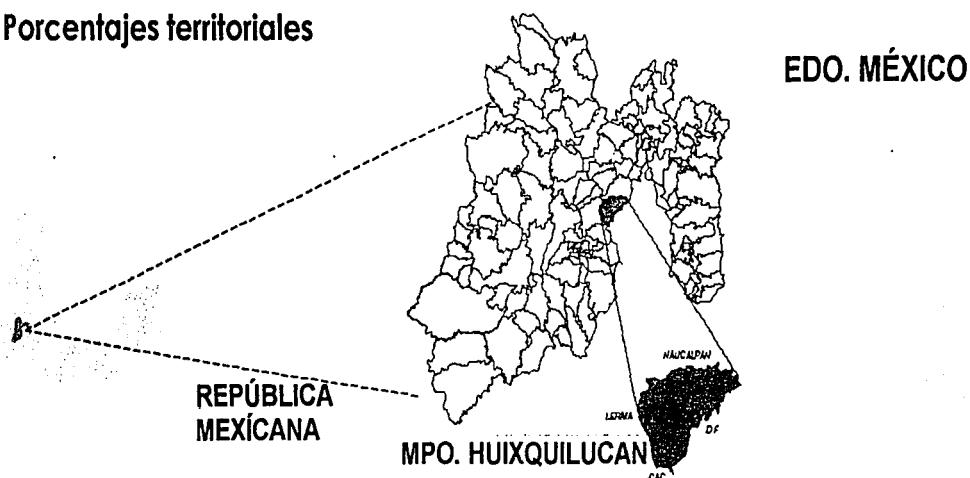 Porcentajes territoriales
EDO. MÉXICO
NAUCALPAN
LERMA
D F
REPÚBLICA
MEXÍCANA
MPO. HUIXQUILUCAN